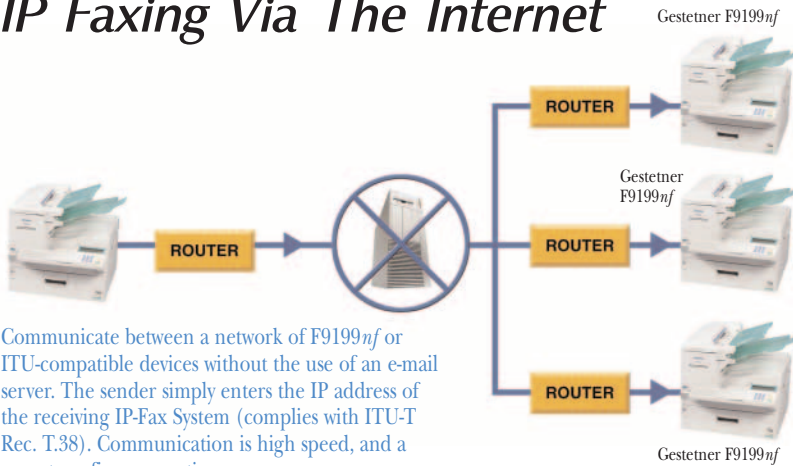 IP Faxing Via The Internet
Gestetner F9199nf
ROUTER
Gestetner
F9199nf
ROUTER
ROUTER
ROUTER
Gestetner F9199nf
Communicate between a network of F9199nf or
ITU-compatible devices without the use of an e-mail
server. The sender simply enters the IP address of
the receiving IP-Fax System (complies with ITU-T
Rec. T.38). Communication is high speed, and a